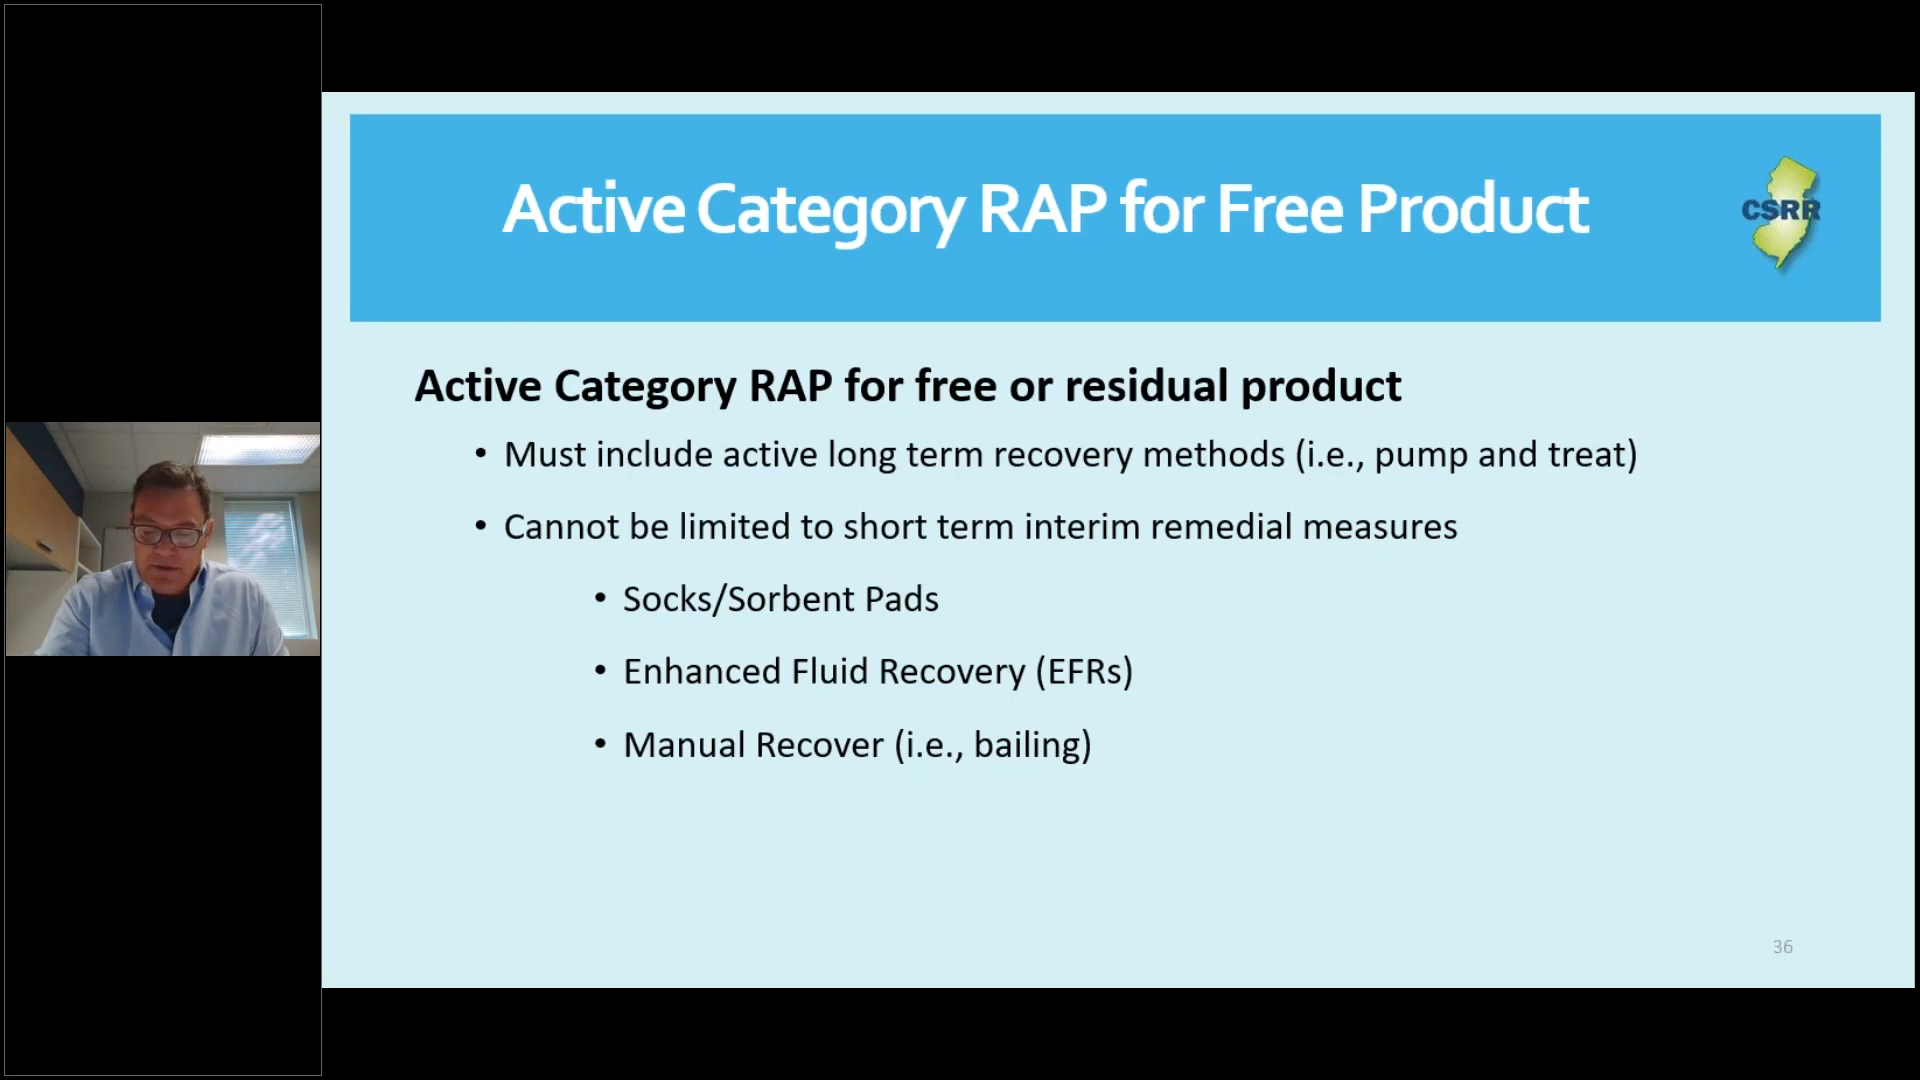 Active Category RAP for Free Product
CSRR
Active Category RAP for free or residual product
• Must include active long term recovery methods (i.e., pump and treat)
• Cannot be limited to short term interim remedial measures
• Socks/Sorbent Pads
• Enhanced Fluid Recovery (EFRs)
• Manual Recover (i.e., bailing)
36